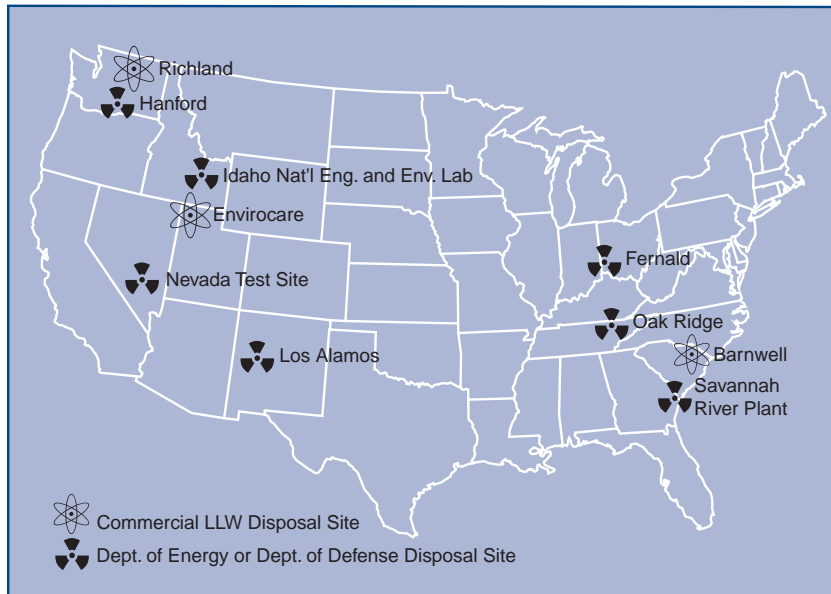 Richland
Hanford
Idaho Nat'l Eng. and Env. Lab
Envirocare
Nevada Test Site
Fernald
Oak Ridge
Los Alamos
Barnwell
Savannah
River Plant
Commercial LLW Disposal Site
Dept. of Energy or Dept. of Defense Disposal Site